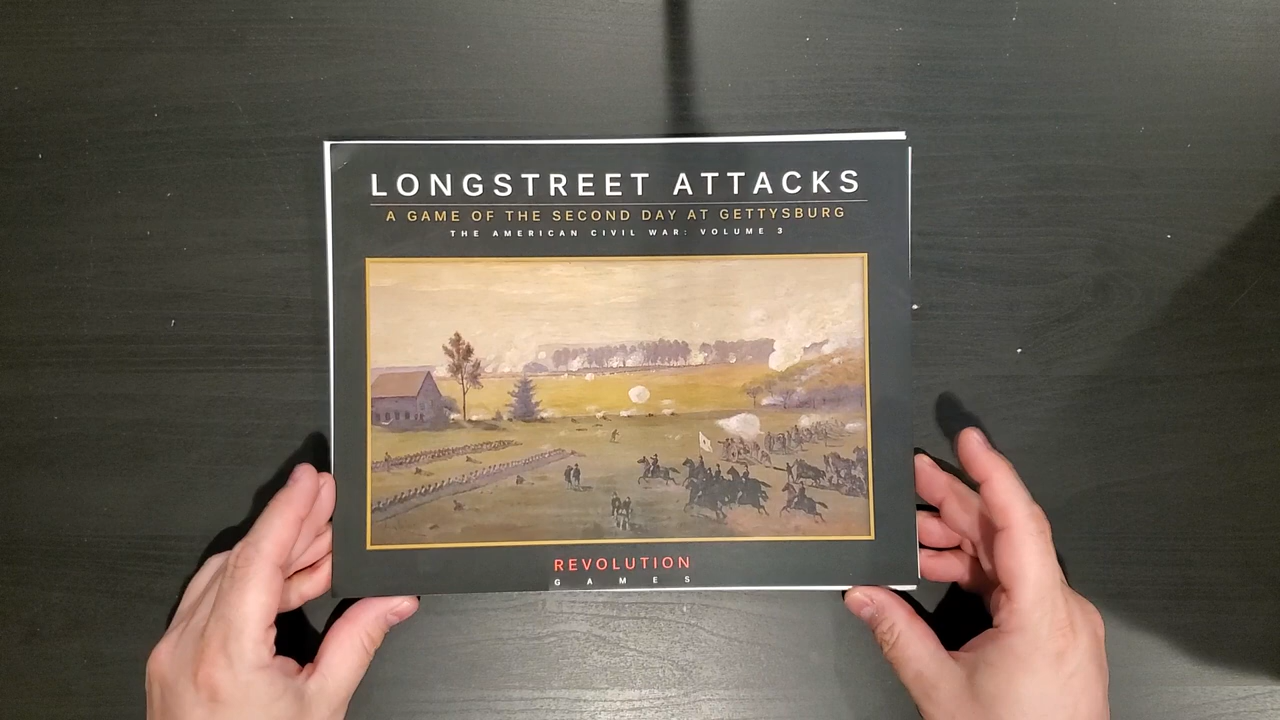 LONGSTREET ATTACKS
A GAME OF THE SECOND DAY AT GETTYSBURG
THE AMERICAN CIVIL WAR: VOLUME 3
REVOLUTION
GAMES